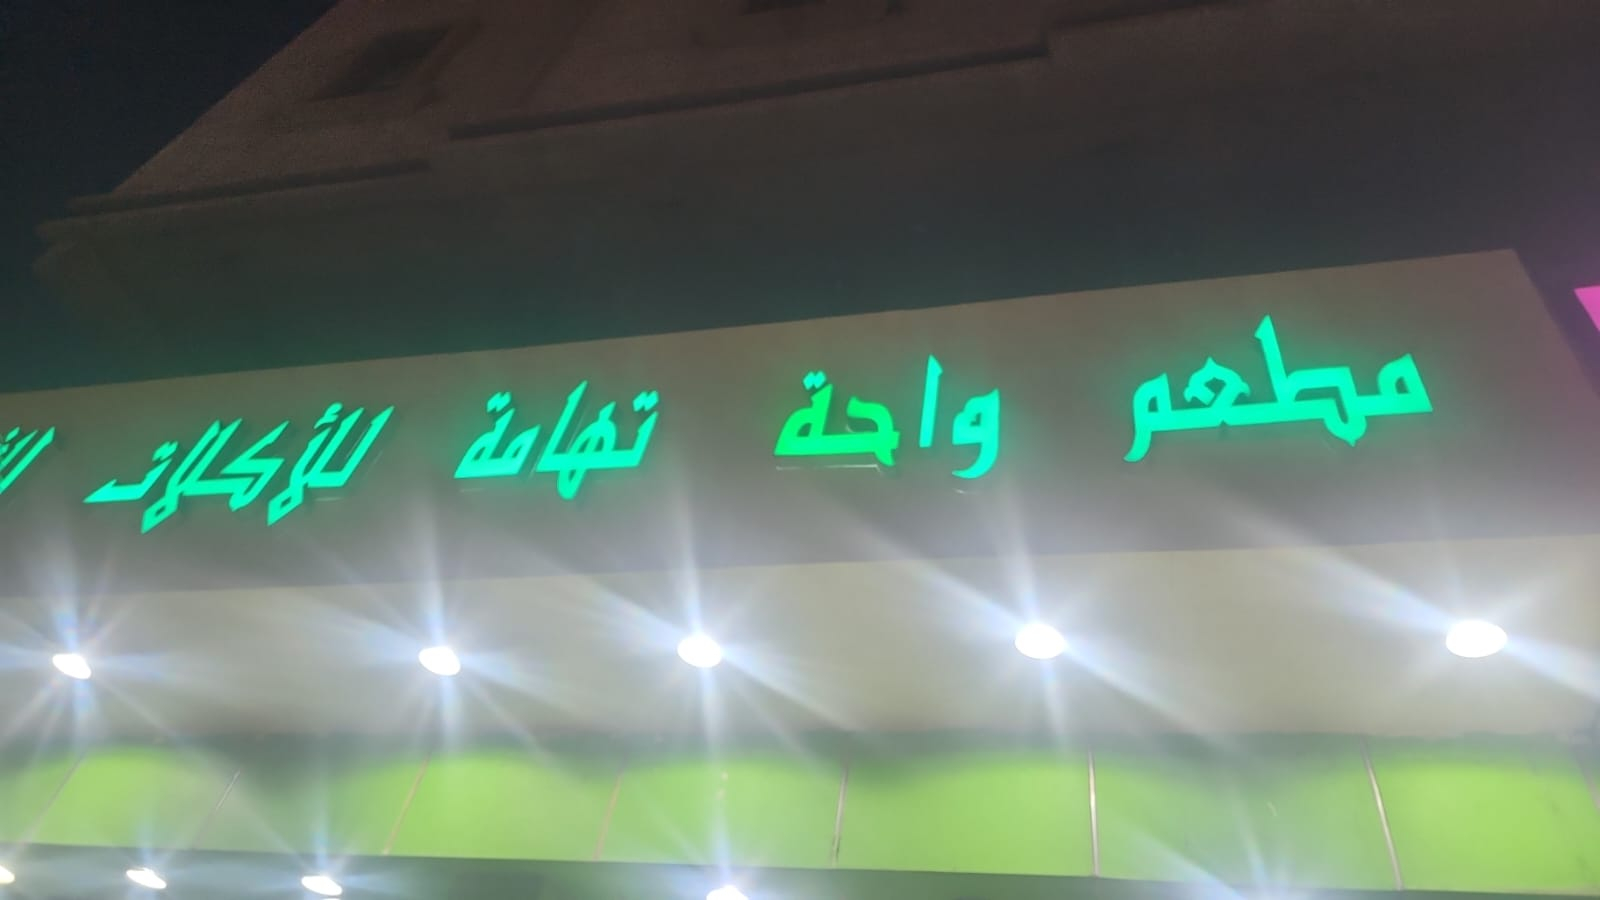 مطعم واحة تهامة للأكلات